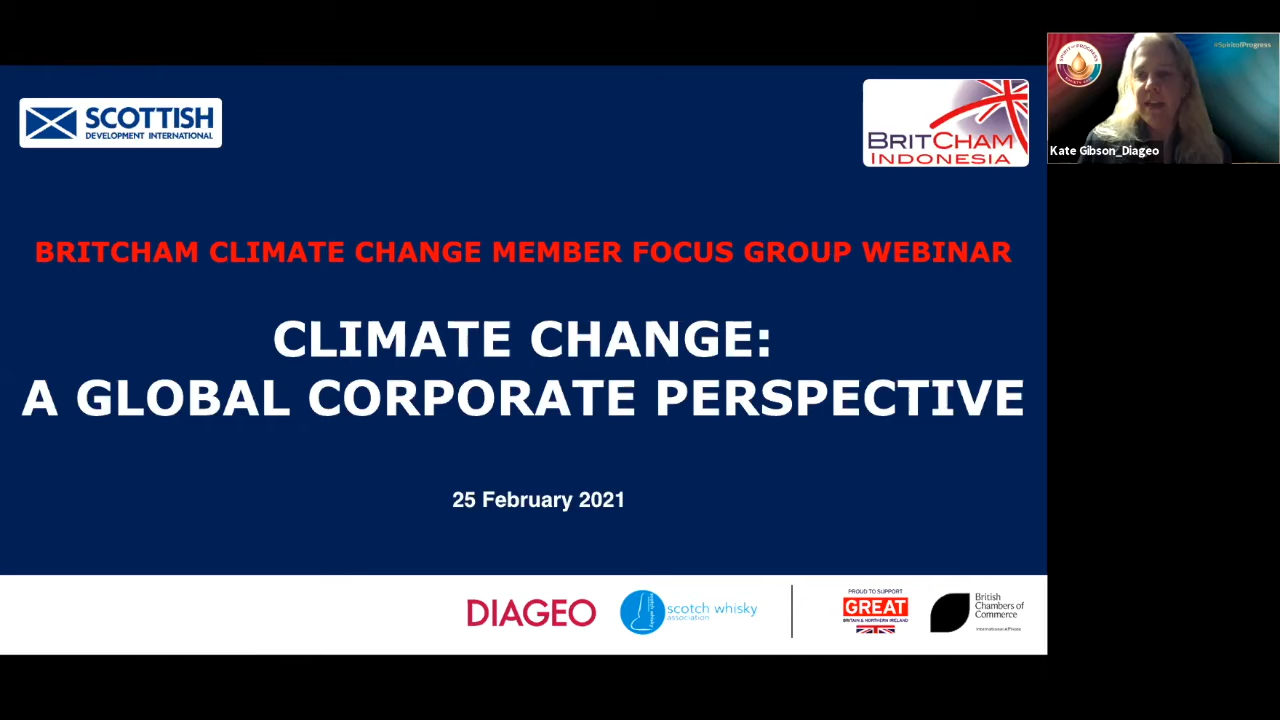 SCOTTISH
DEVELOPMENT INTERNATIONAL
BRITCHAM
INDONESIA
#SpiritofProgress
Kate Gibson_Diageo
BRITCHAM CLIMATE CHANGE MEMBER FOCUS GROUP WEBINAR
CLIMATE CHANGE:
A GLOBAL CORPORATE PERSPECTIVE
25 February 2021
DIAGEO
scotch whisky
association
PROUD TO SUPPORT
GREAT
BRITAIN & NORTHERN IRELAND
British
Chambers of
Commerce